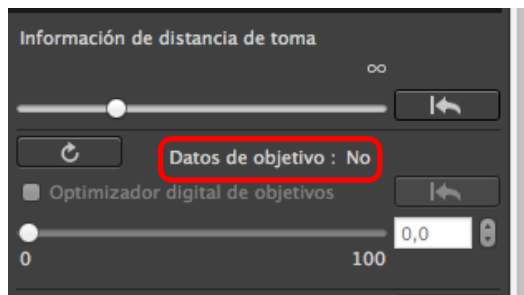 Información de distancia de toma
∞
Datos de objetivo : No
Optimizador digital de objetivos
0,0
0 100